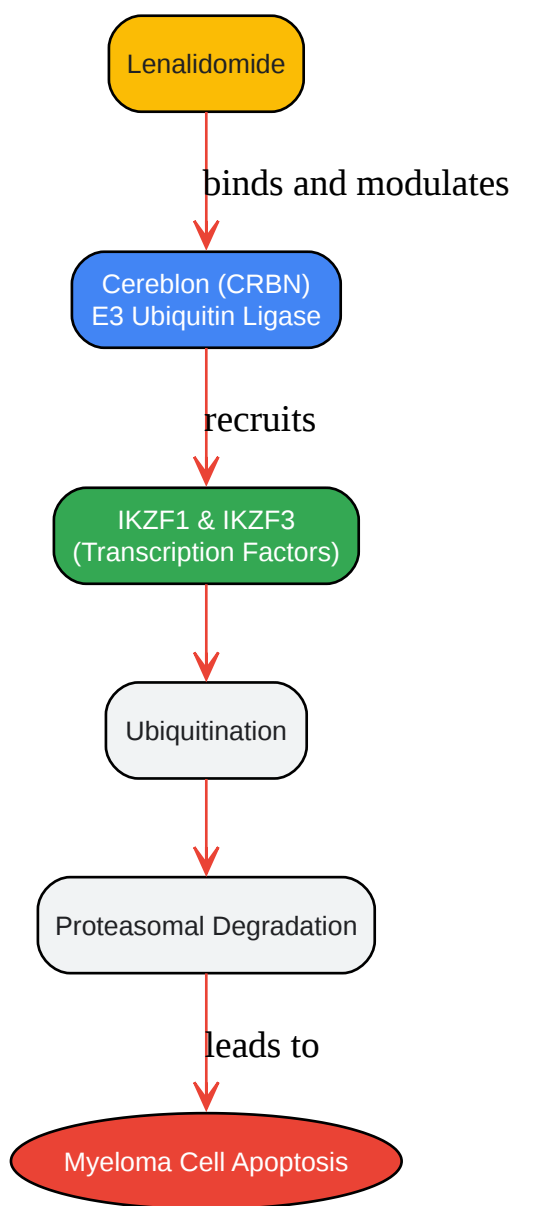 Lenalidomide
binds and modulates
Cereblon (CRBN)
E3 Ubiquitin Ligase
recruits
IKZF1 & IKZF3
(Transcription Factors)
Ubiquitination
Proteasomal Degradation
leads to
Myeloma Cell Apoptosis